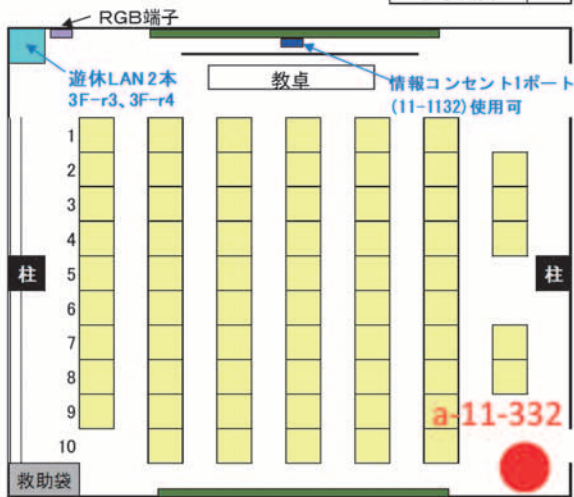 RGB端子
遊休LAN2本
3F-r3、3F-r4
教卓
情報コンセント1ポート
(11-1132)使用可
1
2
3
4
柱
5
柱
6
7
8
9
a-11-332
10
救助袋